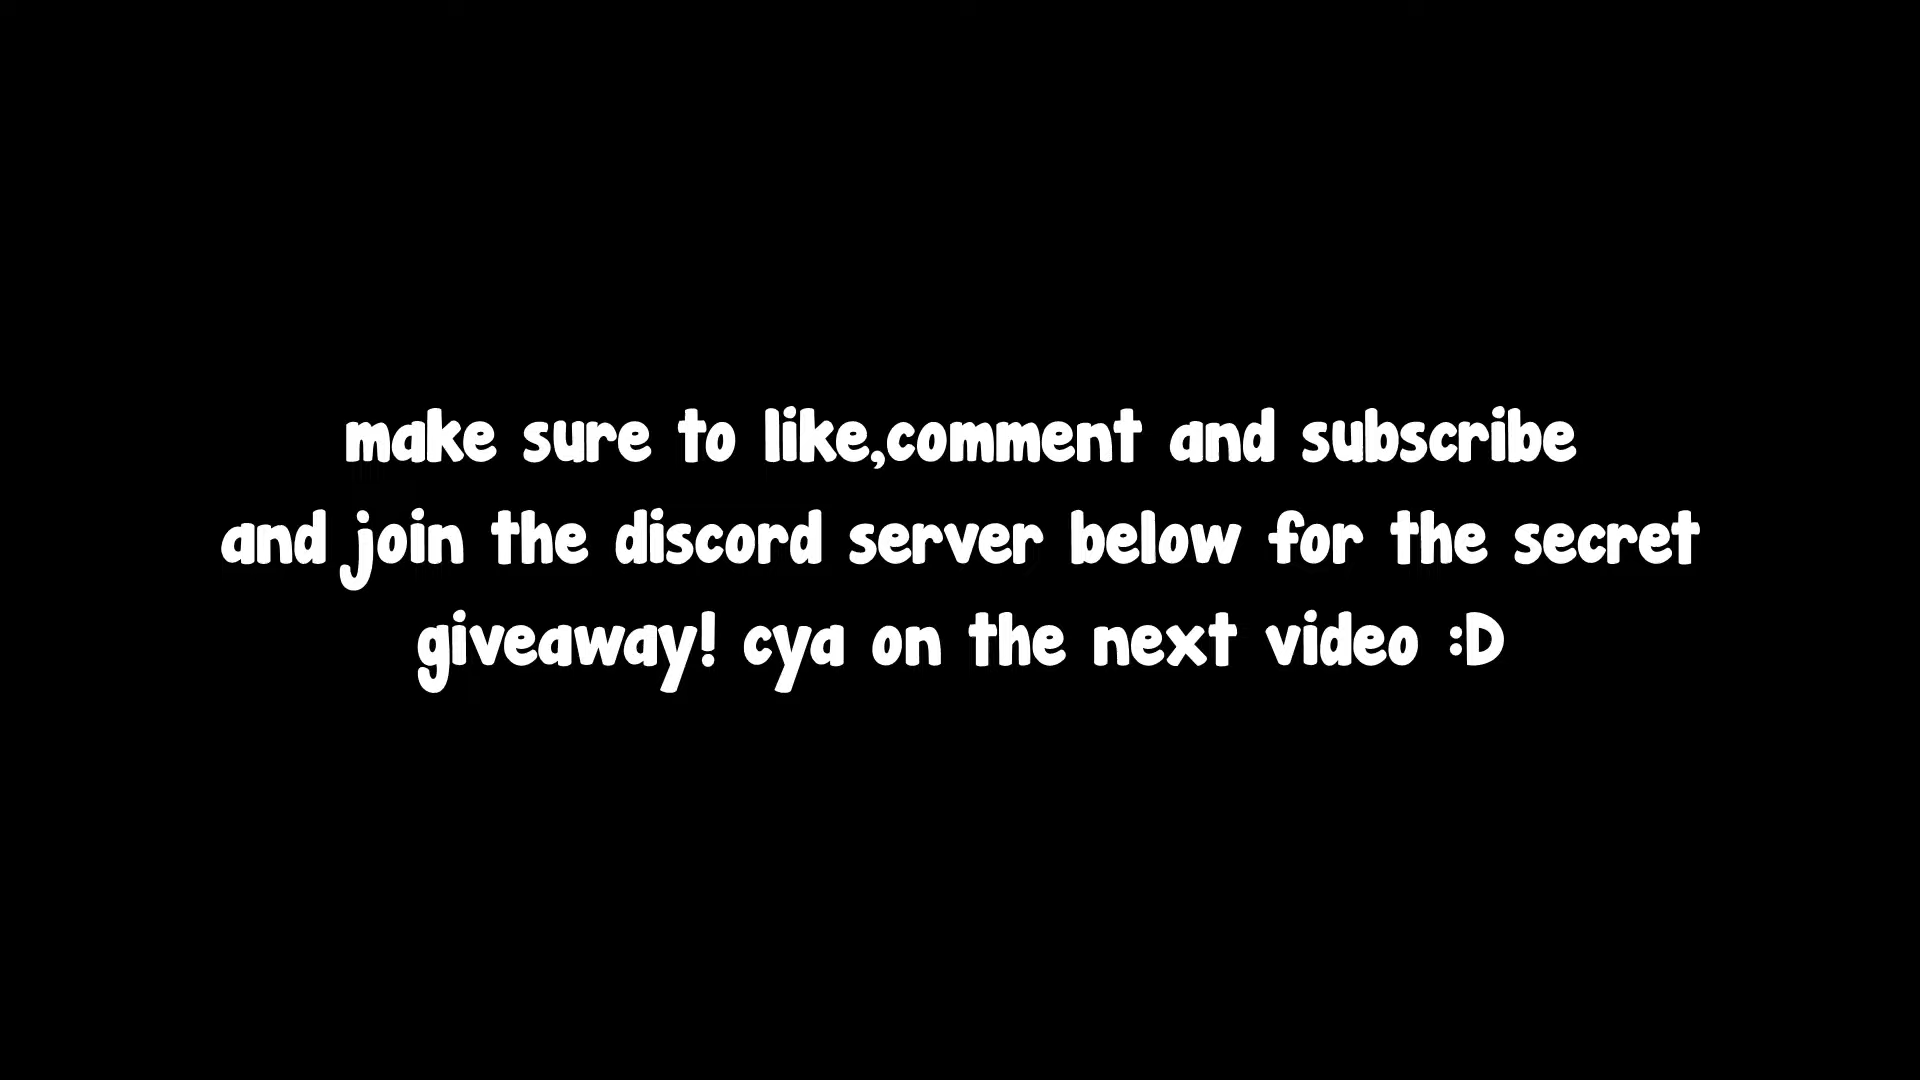 make sure to like,comment and subscribe
and join the discord server below for the secret
giveaway! cya on the next video :D